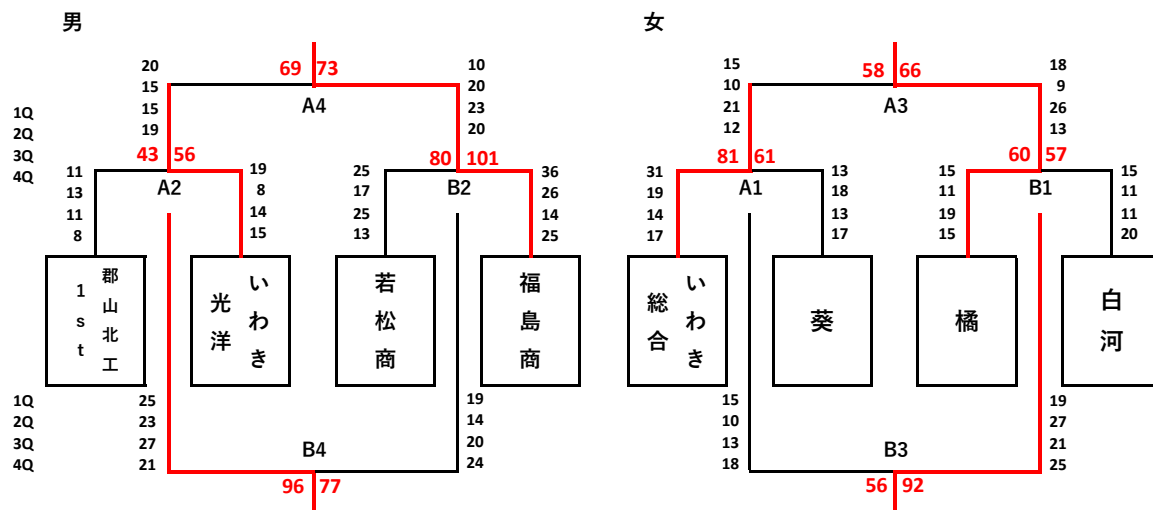 男
女
69 73
A4
20
15
15
19
10
20
23
20
58 66
A3
15
10
21
12
18
9
26
13
1Q
2Q
3Q
4Q
43 56
A2
11
13
11
8
19
8
14
15
80 101
B2
25
17
25
13
36
26
14
25
81 61
A1
31
19
14
17
13
18
13
17
60 57
B1
15
11
19
15
15
11
11
20
郡山北工
1st
いわき
光洋
若松商
福島商
いわき
総合
葵
橘
白河
1Q
2Q
3Q
4Q
25
23
27
21
19
14
20
24
B4
96 77
15
10
13
18
19
27
21
25
B3
56 92